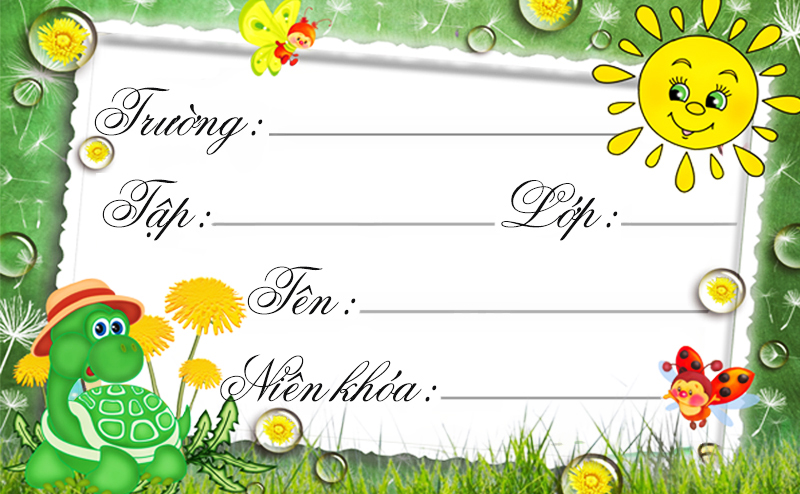 Trường :
Tập : Lớp :
Tên :
Niên khóa :